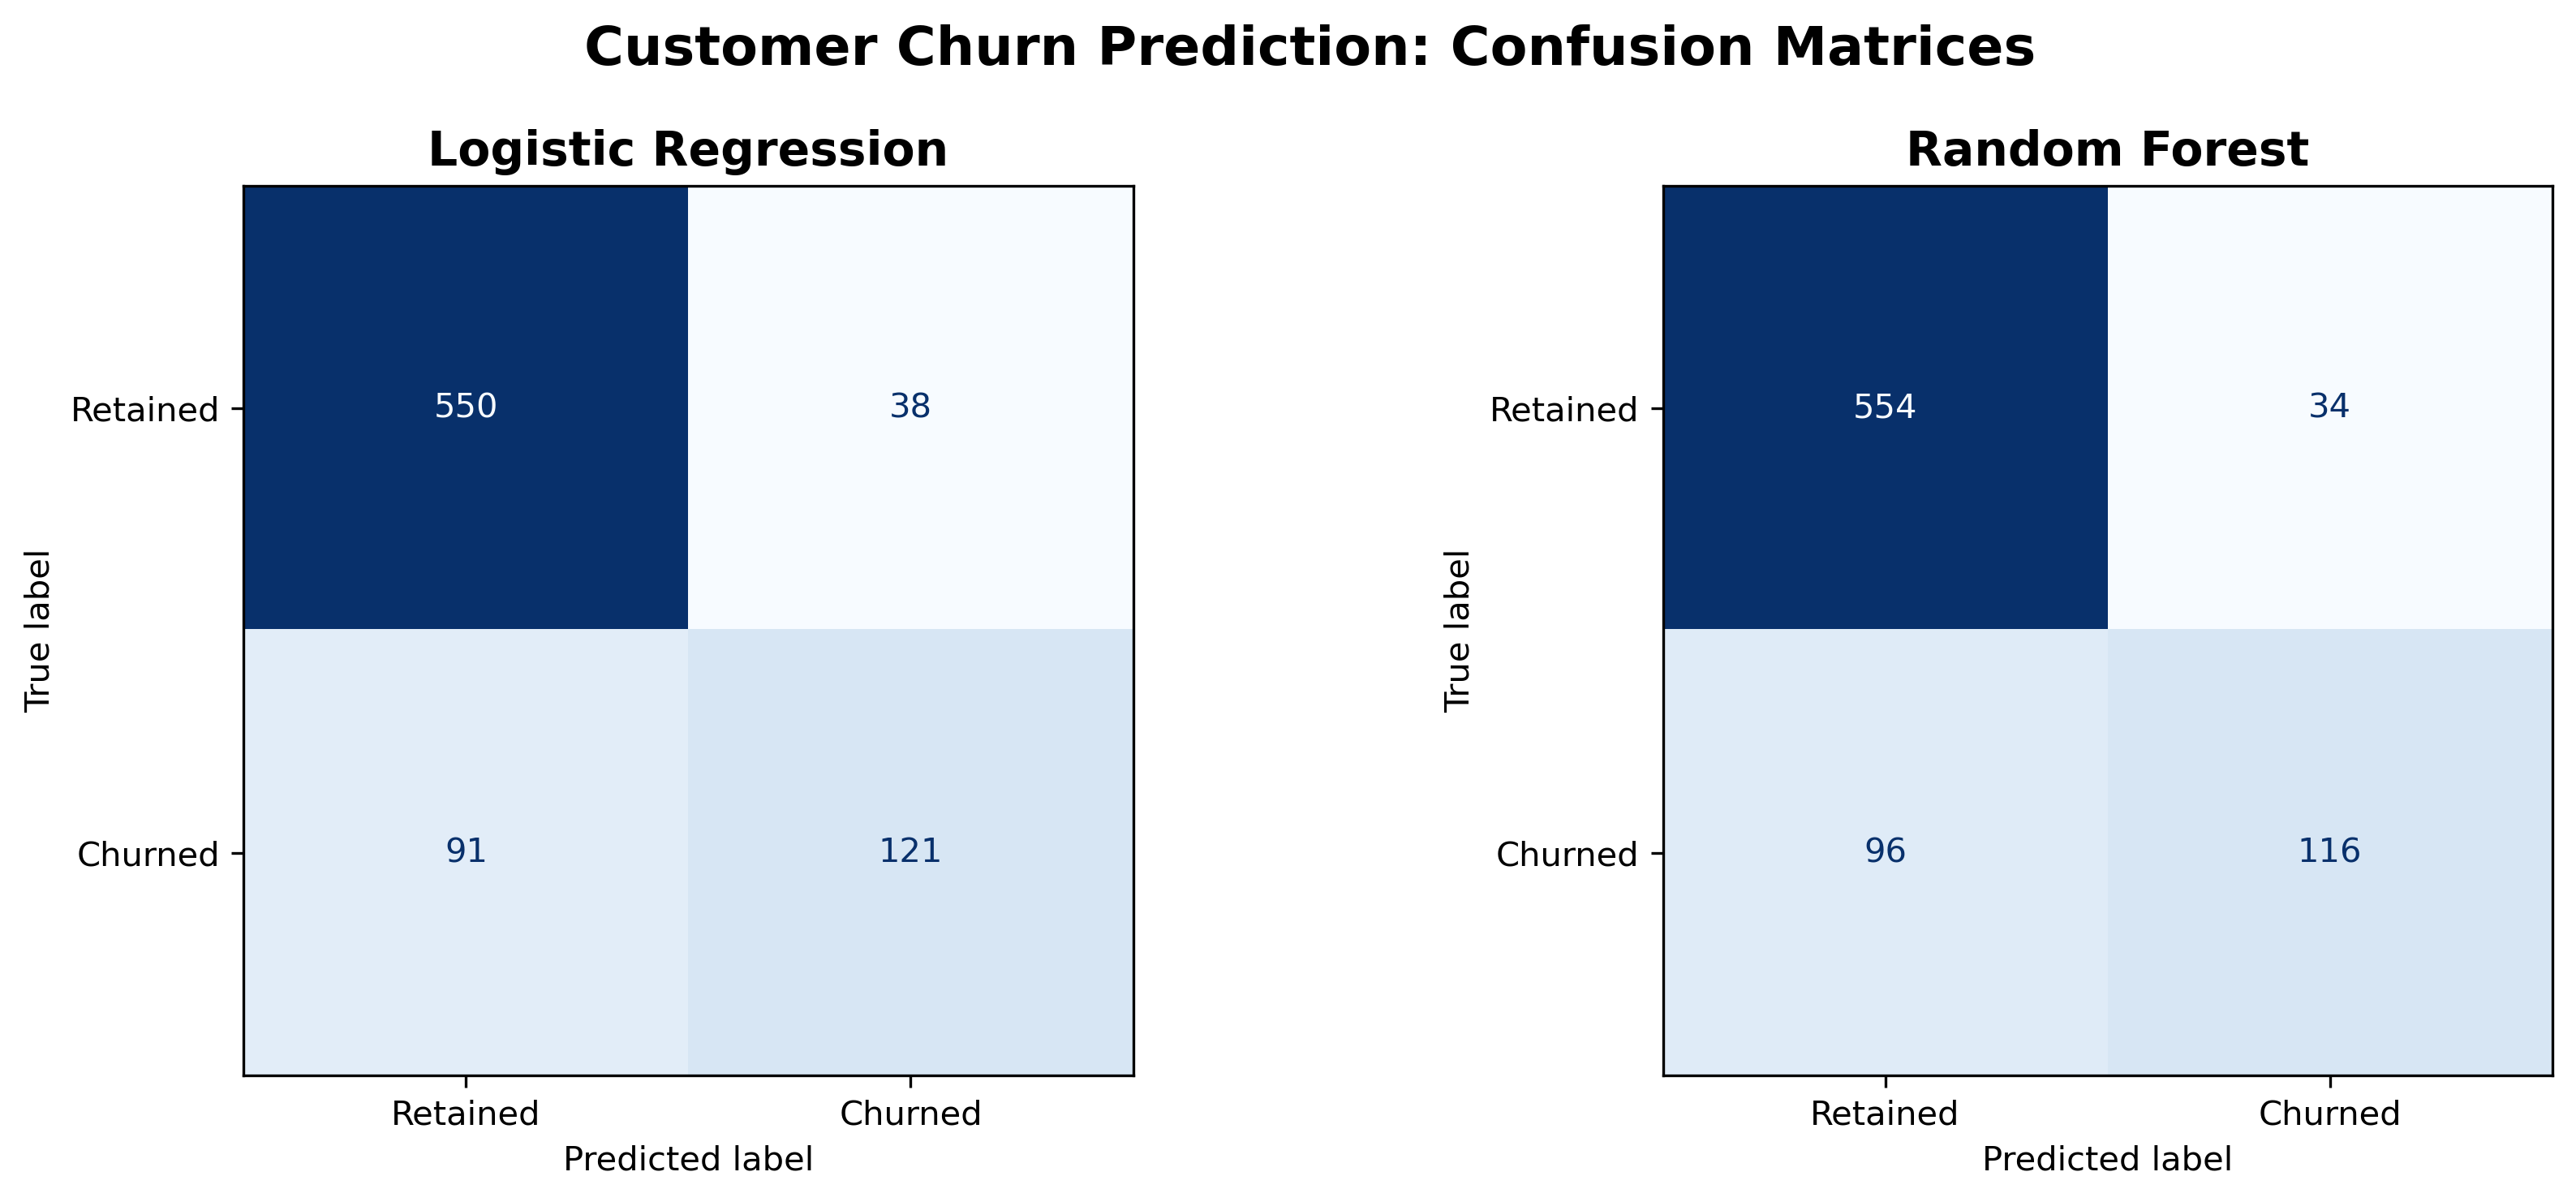 Customer Churn Prediction: Confusion Matrices
Logistic Regression
True label
Retained
550
38
Churned
91
121
Retained
Churned
Predicted label
Random Forest
True label
Retained
554
34
Churned
96
116
Retained
Churned
Predicted label